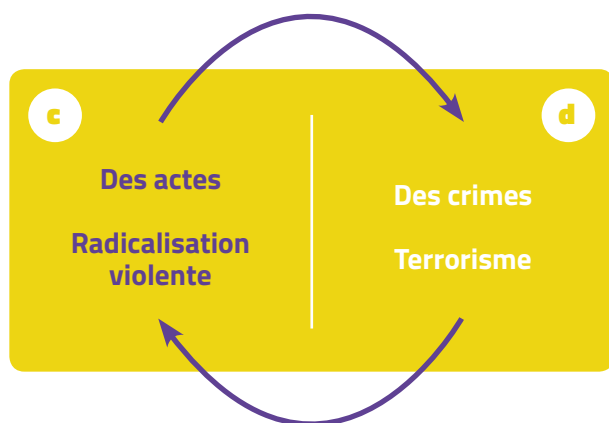 c
Des actes
Radicalisation
violente
d
Des crimes
Terrorisme